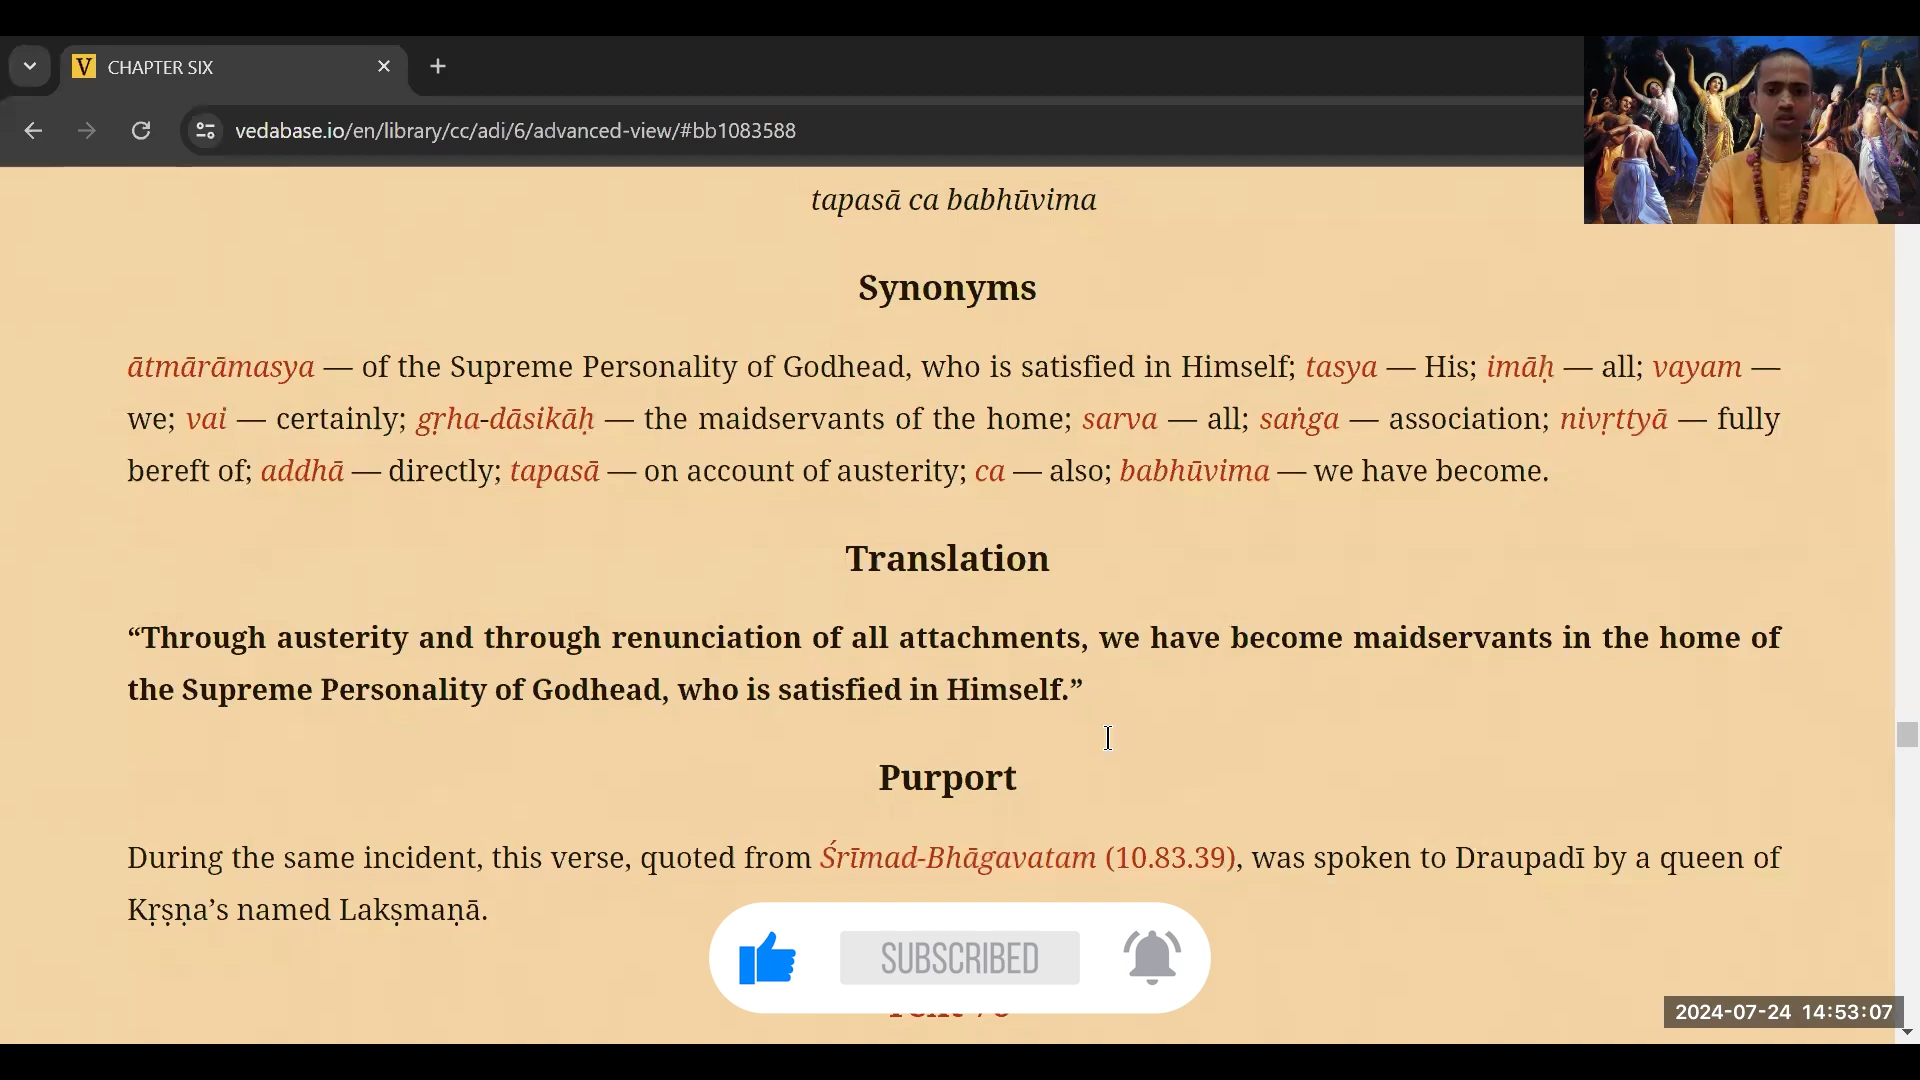 CHAPTER SIX
vedabase.io/en/library/cc/adi/6/advanced-view/#bb1083588
tapasā ca babhūvima
Synonyms
ātmārāmasya — of the Supreme Personality of Godhead, who is satisfied in Himself; tasya — His; imāḥ — all; vayam —
we; vai — certainly; gṛha-dāsikāḥ — the maidservants of the home; sarva — all; saṅga — association; nivṛttyā — fully
bereft of; addhā — directly; tapasā — on account of austerity; ca — also; babhūvima — we have become.
Translation
“Through austerity and through renunciation of all attachments, we have become maidservants in the home of
the Supreme Personality of Godhead, who is satisfied in Himself.”
Purport
During the same incident, this verse, quoted from Śrīmad-Bhāgavatam (10.83.39), was spoken to Draupadī by a queen of
Kṛṣṇa’s named Lakṣmaṇā.
SUBSCRIBED
2024-07-24 14:53:07